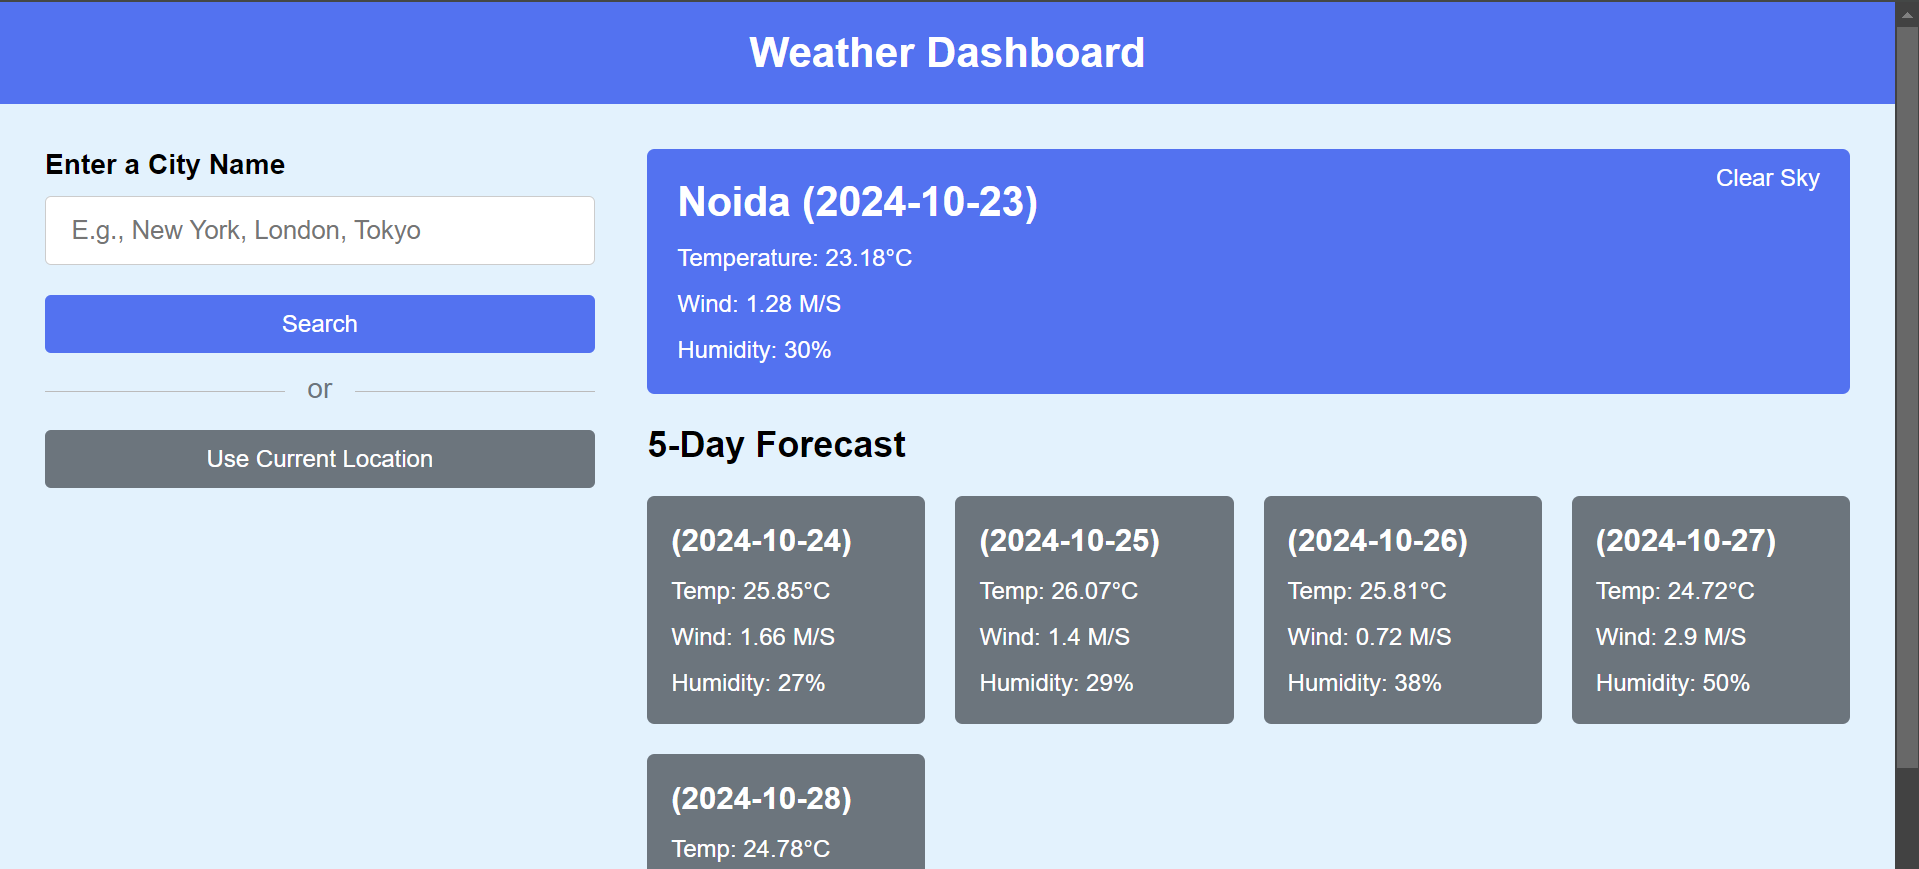 Weather Dashboard
Enter a City Name
E.g., New York, London, Tokyo
Search
or
Use Current Location
Noida (2024-10-23)
Clear Sky
Temperature: 23.18°C
Wind: 1.28 M/S
Humidity: 30%
5-Day Forecast
(2024-10-24)
Temp: 25.85°C
Wind: 1.66 M/S
Humidity: 27%
(2024-10-25)
Temp: 26.07°C
Wind: 1.4 M/S
Humidity: 29%
(2024-10-26)
Temp: 25.81°C
Wind: 0.72 M/S
Humidity: 38%
(2024-10-27)
Temp: 24.72°C
Wind: 2.9 M/S
Humidity: 50%
(2024-10-28)
Temp: 24.78°C